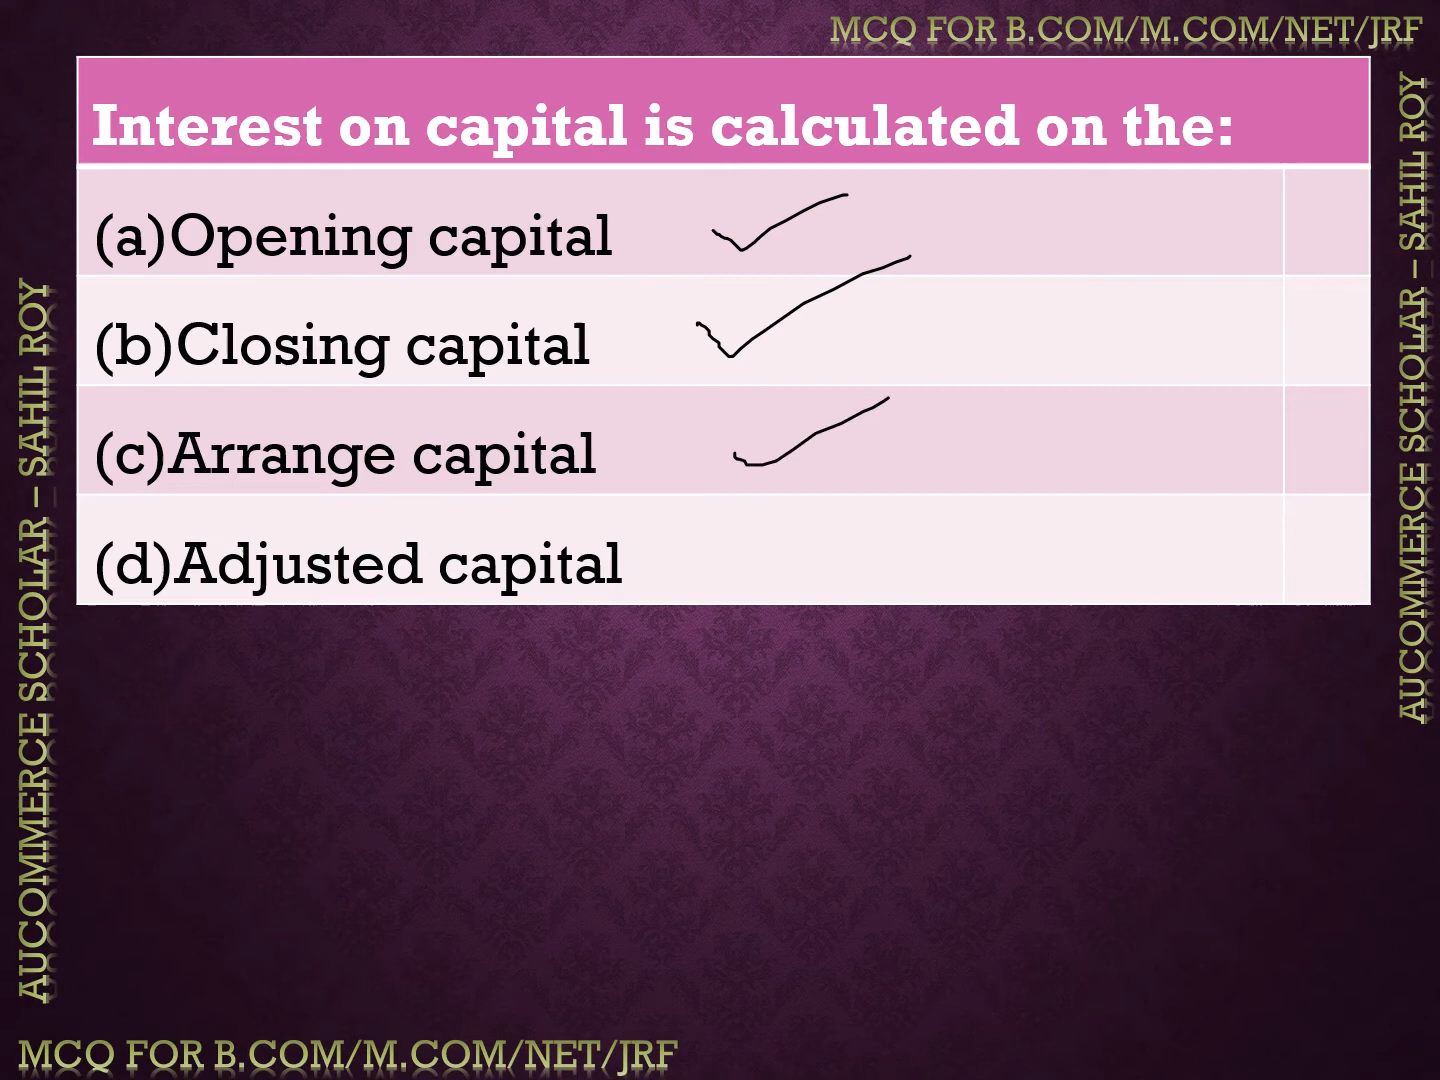 MCQ FOR B.COM/M.COM/NET/JRF
Interest on capital is calculated on the:
(a)Opening capital
(b)Closing capital
(c)Arrange capital
(d)Adjusted capital
AUCOMMERCE SCHOLAR – SAHIL ROY
AUCOMMERCE SCHOLAR – SAHIL ROY
MCQ FOR B.COM/M.COM/NET/JRF